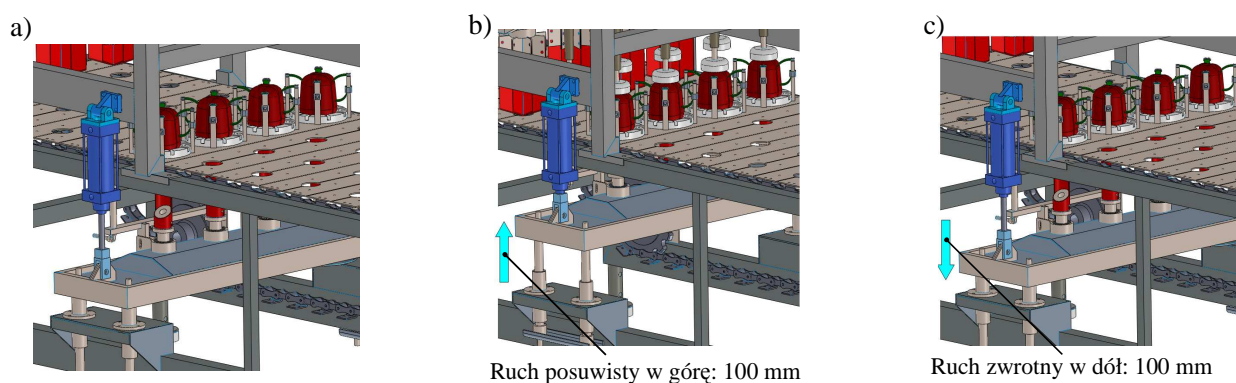 a)
b)
c)
Ruch posuwisty w górę: 100 mm
Ruch zwrotny w dół: 100 mm